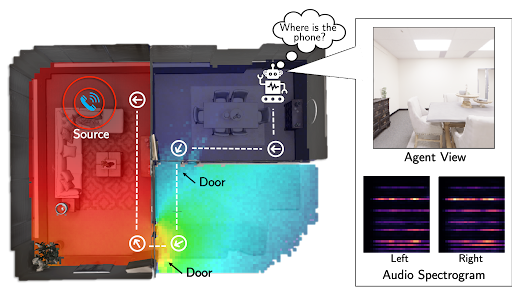 Where is the
phone?
Source
Door
Door
Agent View
Left
Right
Audio Spectrogram